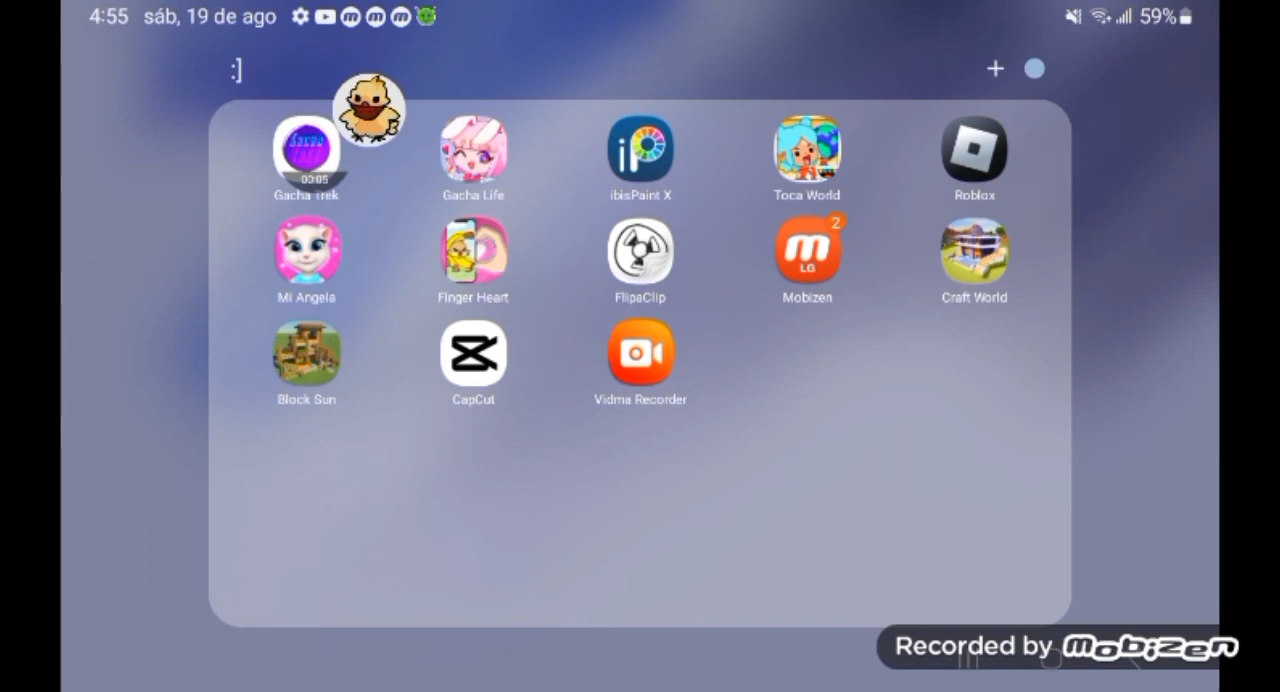 4:55 sáb, 19 de ago
59%
:]
00:05
Gacha Trek
Gacha Life
iP
ibisPaint X
Toca World
Roblox
Mi Angela
Finger Heart
FlipaClip
2
m
LG
Mobizen
Craft World
Block Sun
CapCut
Vidma Recorder
Recorded by mobizen